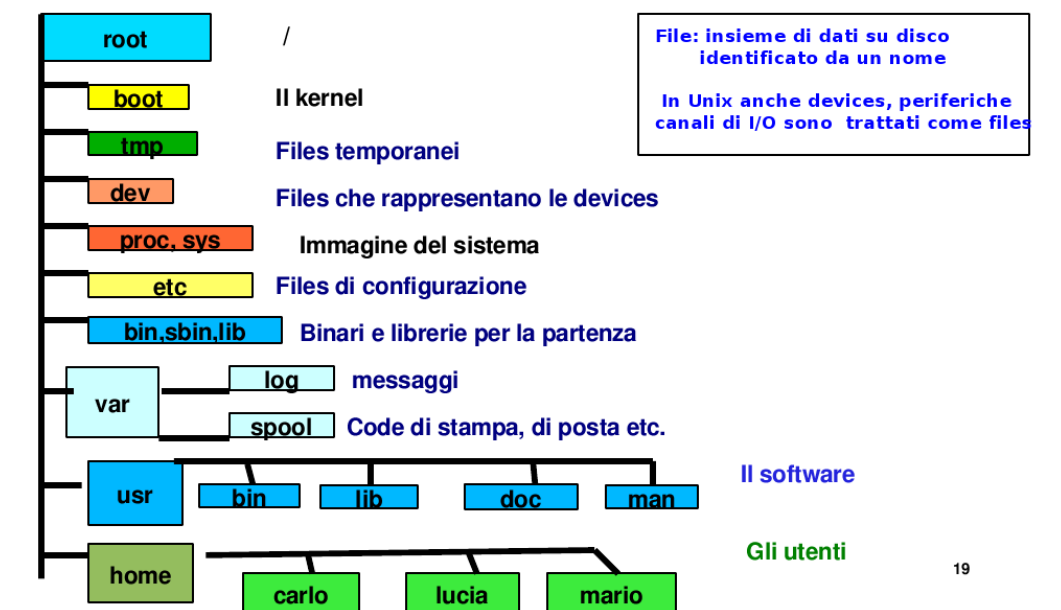 root
/
File: insieme di dati su disco
identificato da un nome
In Unix anche devices, periferiche
canali di I/O sono trattati come files
boot
Il kernel
tmp
Files temporanei
dev
Files che rappresentano le devices
proc, sys
Immagine del sistema
etc
Files di configurazione
bin,sbin,lib
Binari e librerie per la partenza
var
log
messaggi
spool
Code di stampa, di posta etc.
usr
bin
lib
doc
man
Il software
home
carlo
lucia
mario
Gli utenti
19